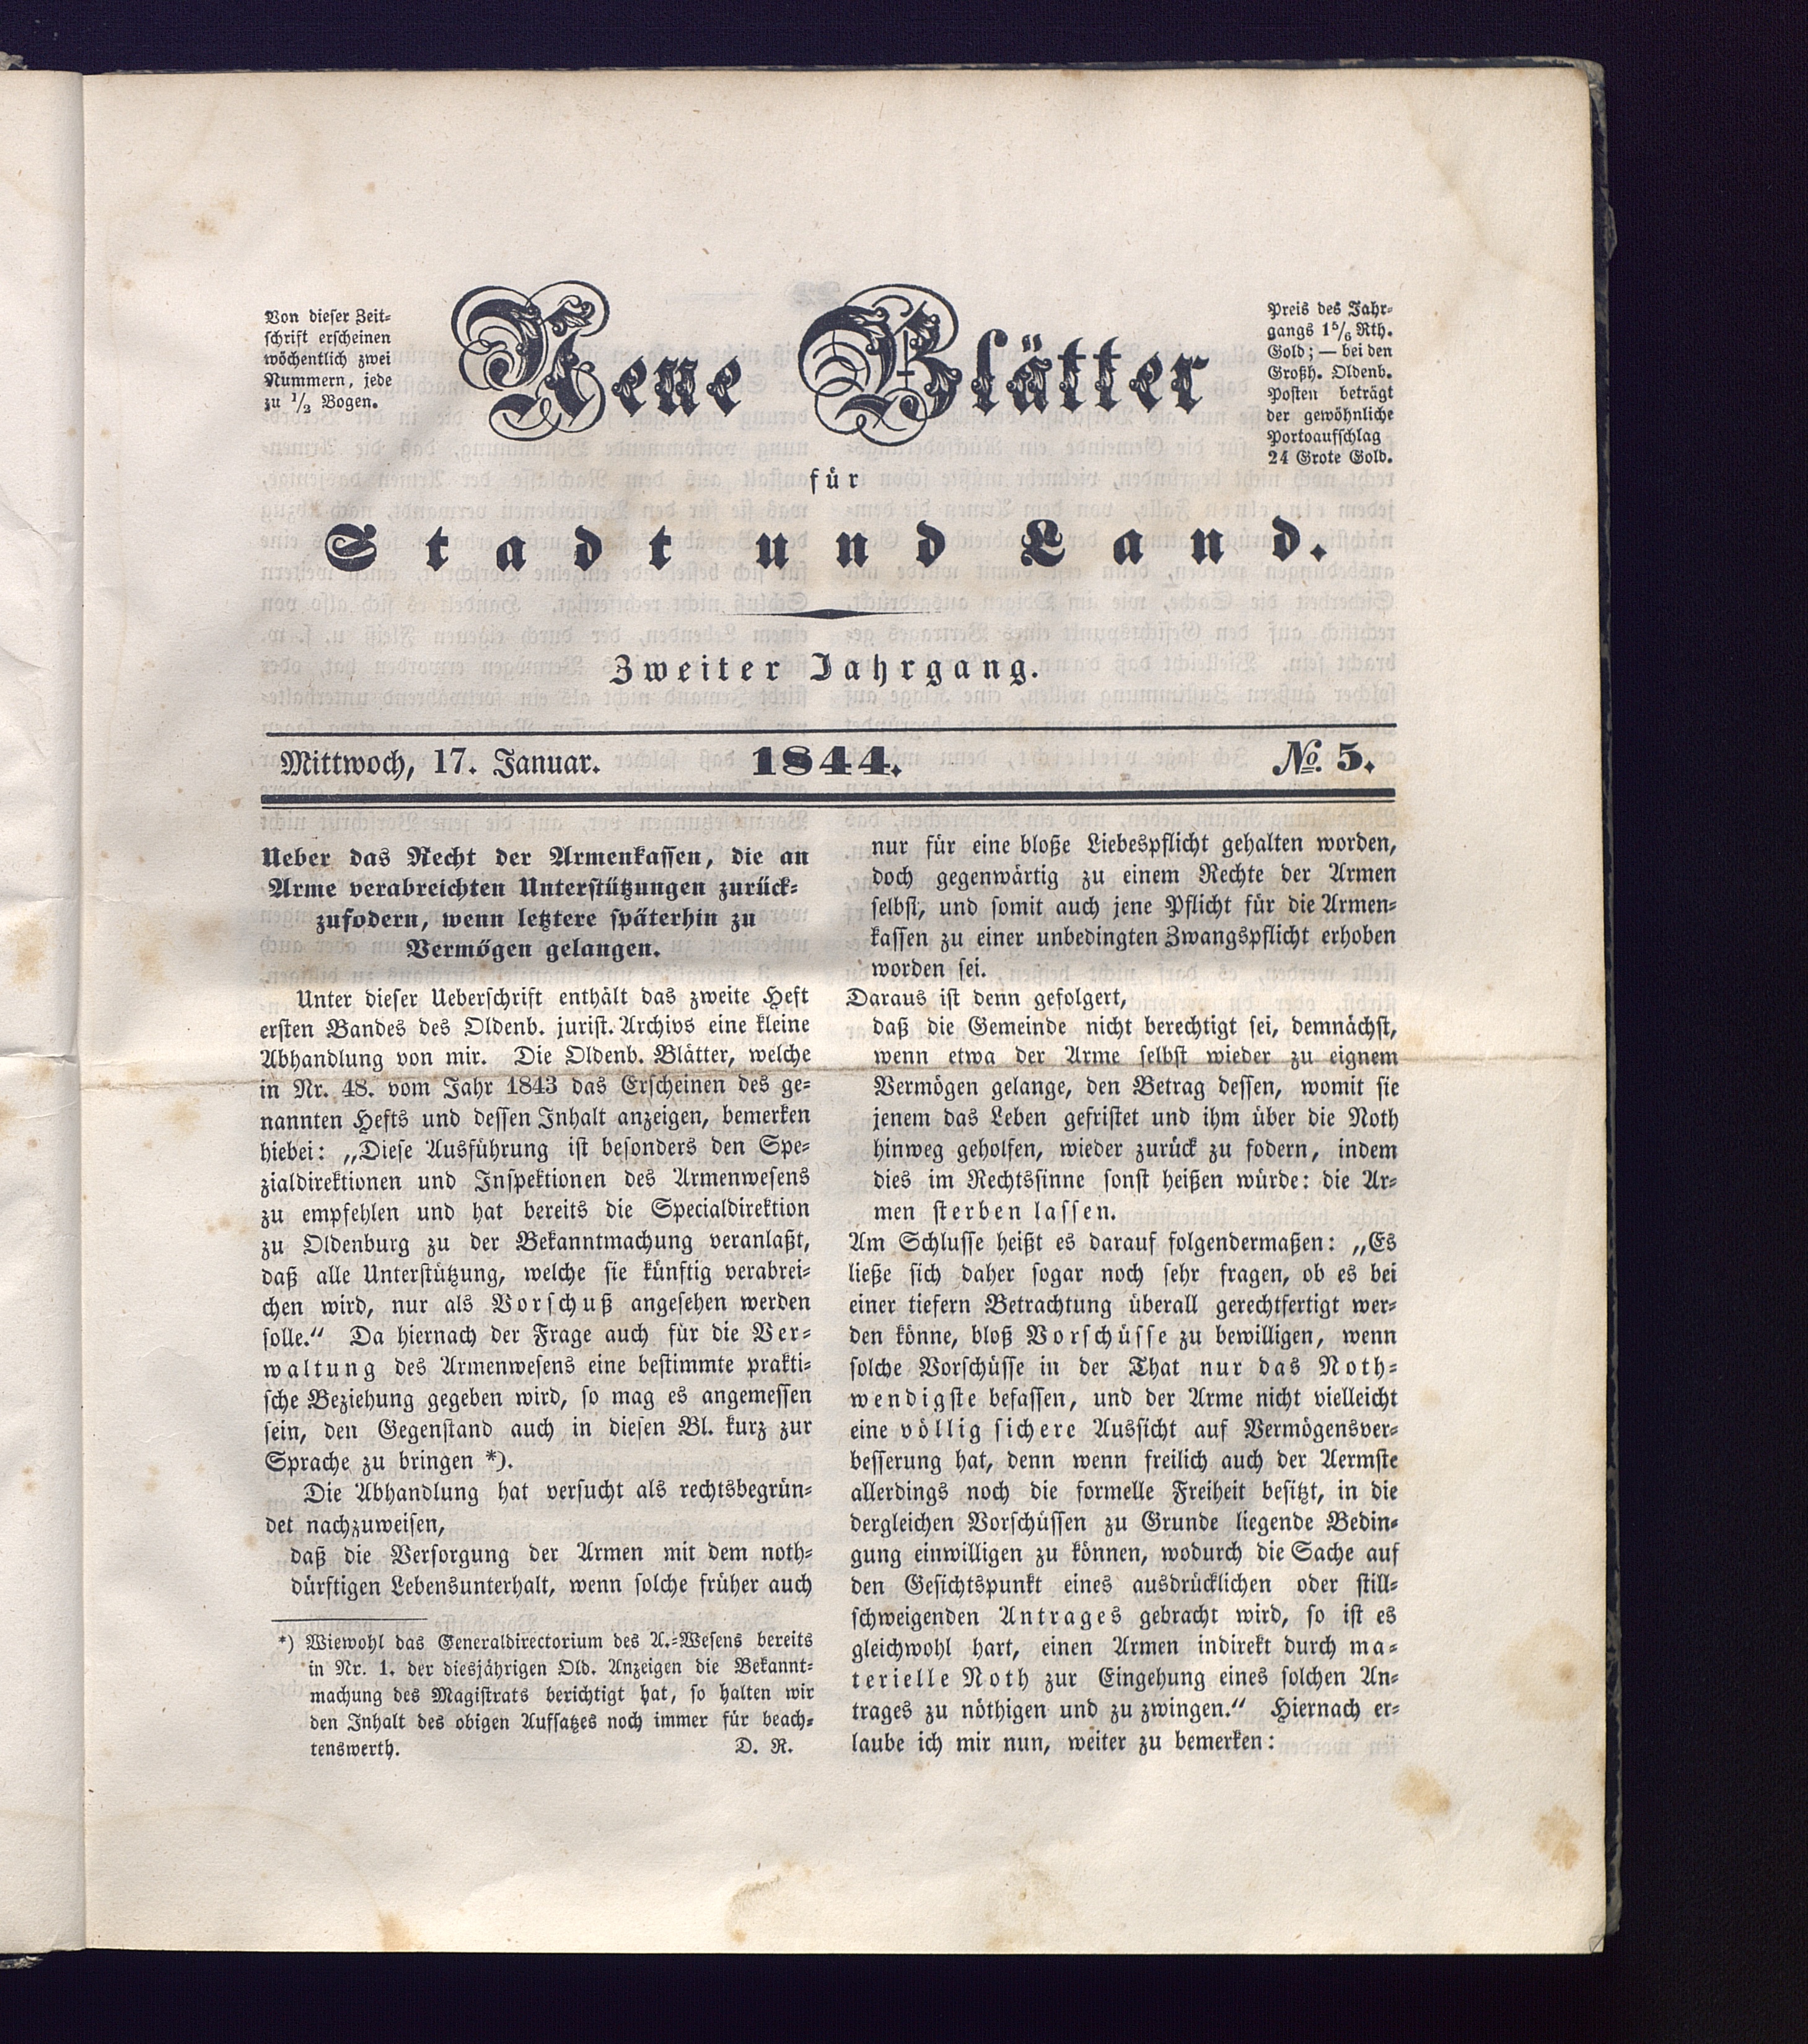 Von dieser Zeit-
schrift erscheinen
wöchentlich zwei
Nummern, jede
zu 1/2 Bogen.
Neue Blätter
für
Stadt und Land.
Preis des Jahr-
gangs 1 5/6 Rth.
Gold; — bei den
Großh. Oldenb.
Posten beträgt
der gewöhnliche
Portoaufschlag
24 Grote Gold.
Zweiter Jahrgang.
Mittwoch, 17. Januar. 1844. No. 5.
Ueber das Recht der Armenkassen, die an
Arme verabreichten Unterstützungen zurück-
zufodern, wenn letztere späterhin zu
Vermögen gelangen.
Unter dieser Ueberschrift enthält das zweite Heft
ersten Bandes des Oldenb. jurist. Archivs eine kleine
Abhandlung von mir. Die Oldenb. Blätter, welche
in Nr. 48. vom Jahr 1843 das Erscheinen des ge-
nannten Hefts und dessen Inhalt anzeigen, bemerken
hiebei: „Diese Ausführung ist besonders den Spe-
zialdirektionen und Inspektionen des Armenwesens
zu empfehlen und hat bereits die Specialdirektion
zu Oldenburg zu der Bekanntmachung veranlaßt,
daß alle Unterstützung, welche sie künftig verabrei-
chen wird, nur als Vorschuß angesehen werden
solle.“ Da hiernach der Frage auch für die Ver-
waltung des Armenwesens eine bestimmte prakti-
sche Beziehung gegeben wird, so mag es angemessen
sein, den Gegenstand auch in diesen Bl. kurz zur
Sprache zu bringen *).
Die Abhandlung hat versucht als rechtsbegrün-
det nachzuweisen,
daß die Versorgung der Armen mit dem noth-
dürftigen Lebensunterhalt, wenn solche früher auch
*) Wiewohl das Generaldirectorium des A.-Wesens bereits
in Nr. 1. der diesjährigen Old. Anzeigen die Bekannt-
machung des Magistrats berichtigt hat, so halten wir
den Inhalt des obigen Aufsatzes noch immer für beach-
tenswerth. D. R.
nur für eine bloße Liebespflicht gehalten worden,
doch gegenwärtig zu einem Rechte der Armen
selbst, und somit auch jene Pflicht für die Armen-
kassen zu einer unbedingten Zwangspflicht erhoben
worden sei.
Daraus ist denn gefolgert,
daß die Gemeinde nicht berechtigt sei, demnächst,
wenn etwa der Arme selbst wieder zu eignem
Vermögen gelange, den Betrag dessen, womit sie
jenem das Leben gefristet und ihm über die Noth
hinweg geholfen, wieder zurück zu fodern, indem
dies im Rechtssinne sonst heißen würde: die Ar-
men sterben lassen.
Am Schlusse heißt es darauf folgendermaßen: „Es
ließe sich daher sogar noch sehr fragen, ob es bei
einer tiefern Betrachtung überall gerechtfertigt wer-
den könne, bloß Vorschüsse zu bewilligen, wenn
solche Vorschüsse in der That nur das Noth-
wendigste befassen, und der Arme nicht vielleicht
eine völlig sichere Aussicht auf Vermögensver-
besserung hat, denn wenn freilich auch der Aermste
allerdings noch die formelle Freiheit besitzt, in die
dergleichen Vorschüssen zu Grunde liegende Bedin-
gung einwilligen zu können, wodurch die Sache auf
den Gesichtspunkt eines ausdrücklichen oder still-
schweigenden Antrages gebracht wird, so ist es
gleichwohl hart, einen Armen indirekt durch ma-
terielle Noth zur Eingehung eines solchen An-
trages zu nöthigen und zu zwingen.“ Hiernach er-
laube ich mir nun, weiter zu bemerken: